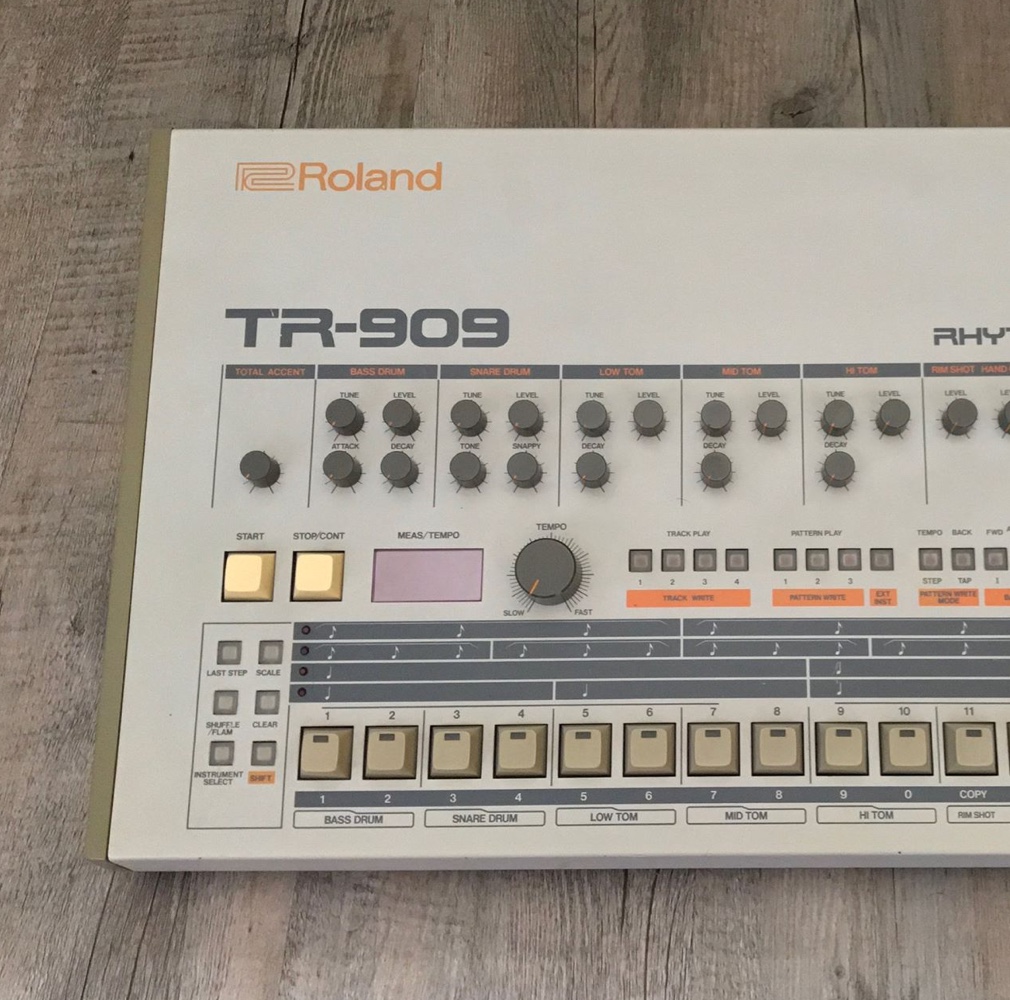 Roland
TR-909
RHYT
TOTAL ACCENT BASS DRUM SNARE DRUM LOW TOM MID TOM HI TOM RIM SHOT HAND
TUNE LEVEL TUNE LEVEL TUNE LEVEL TUNE LEVEL TUNE LEVEL LEVEL LE
ATTACK DECAY TONE SNAPPY DECAY DECAY DECAY
START STOP/CONT MEAS/TEMPO TEMPO TRACK PLAY PATTERN PLAY TEMPO BACK FWD
1 2 3 4 1 2 3 STEP TAP 1
SLOW FAST TRACK WRITE PATTERN WRITE EXT INST PATTERN WRITE MODE
LAST STEP SCALE
SHUFFLE /FLAM CLEAR
INSTRUMENT SELECT SHIFT
1 2 3 4 5 6 7 8 9 10 11
1 2 3 4 5 6 7 8 9 0 COPY
BASS DRUM SNARE DRUM LOW TOM MID TOM HI TOM RIM SHOT